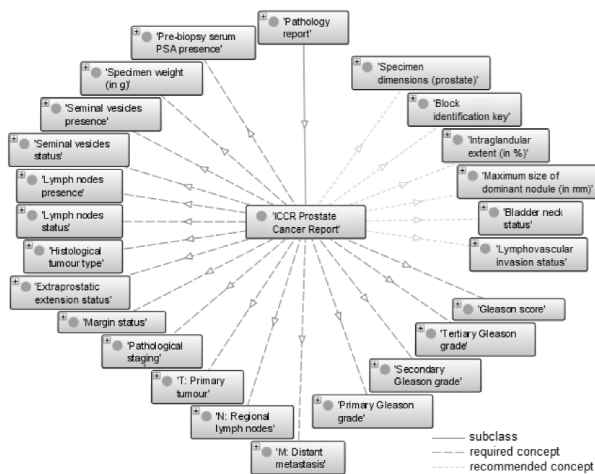 'Pathology
report'
'Pre-biopsy serum
PSA presence'
'Specimen weight
(in g)'
'Seminal vesicles
presence'
'Seminal vesicles
status'
'Lymph nodes
presence'
'Lymph nodes
status'
'Histological
tumour type'
'Extraprostatic
extension status'
'Margin status'
'Pathological
staging'
'T: Primary
tumour'
'N: Regional
lymph nodes'
'M: Distant
metastasis'
'ICCR Prostate
Cancer Report'
'Specimen
dimensions (prostate)'
'Block
identification key'
'Intraglandular
extent (in %)'
'Maximum size of
dominant nodule (in mm)'
'Bladder neck
status'
'Lymphovascular
invasion status'
'Gleason score'
'Tertiary Gleason
grade'
'Secondary
Gleason grade'
'Primary Gleason
grade'
subclass
required concept
recommended concept